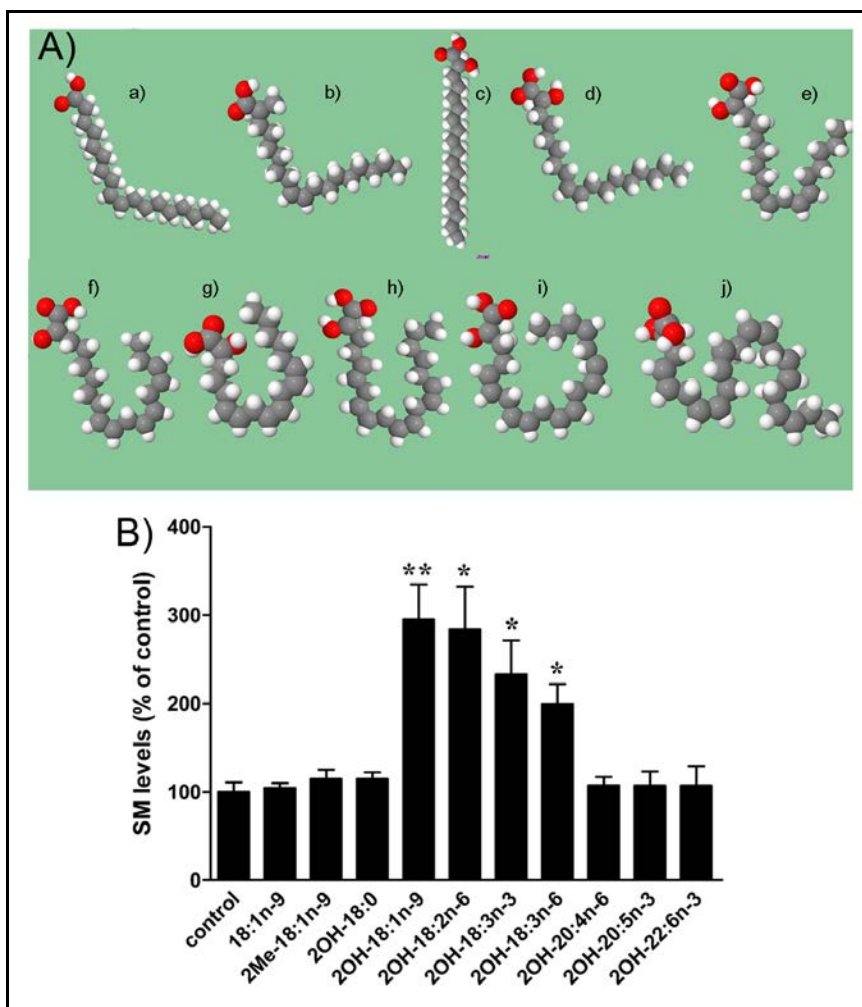 A)
a)
b)
c)
d)
e)
f)
g)
h)
i)
j)
B)
SM levels (% of control)
400
300
200
100
0
**
*
*
*
control
18:1n-9
2Me-18:1n-9
2OH-18:0
2OH-18:1n-9
2OH-18:2n-6
2OH-18:3n-3
2OH-18:3n-6
2OH-20:4n-6
2OH-20:5n-3
2OH-22:6n-3